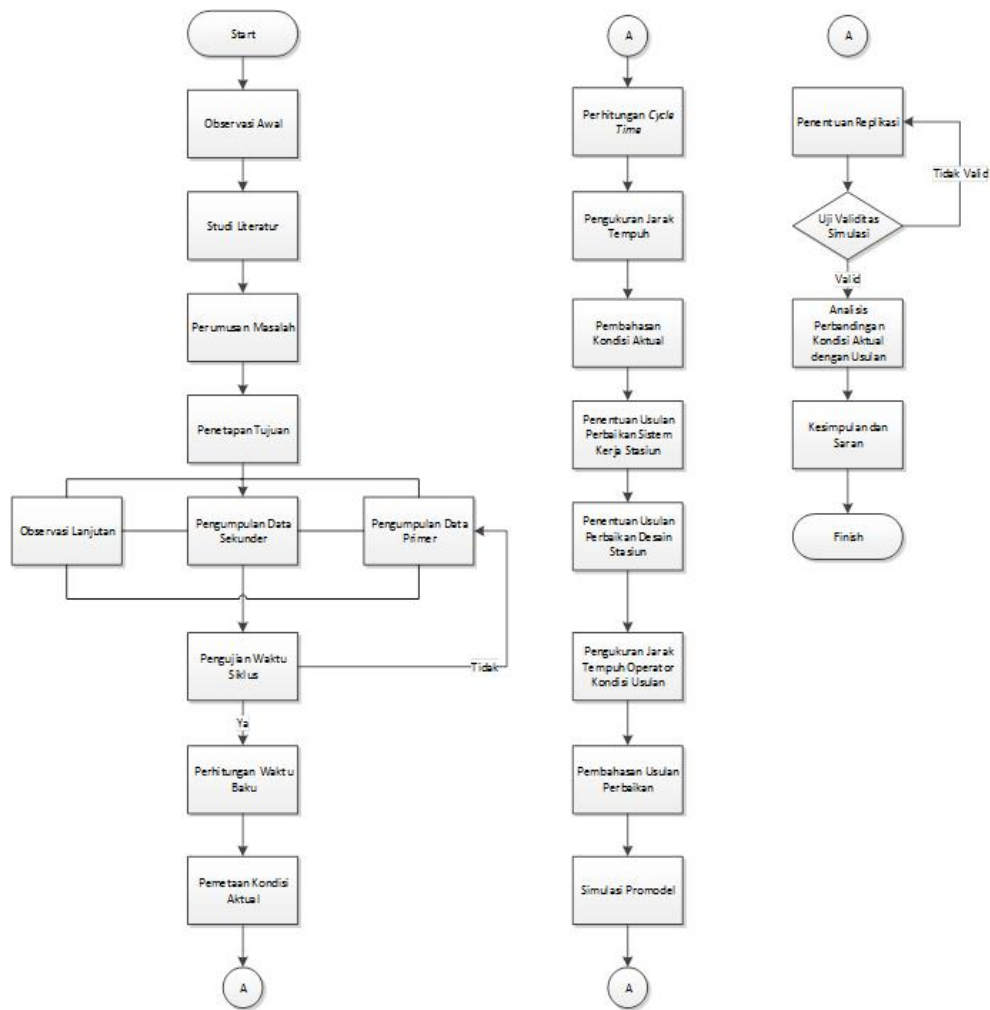 Start
Observasi Awal
Studi Literatur
Perumusan Masalah
Penetapan Tujuan
Observasi Lanjutan
Pengumpulan Data
Sekunder
Pengumpulan Data
Primer
Pengujian Waktu
Siklus
Tidak
Ya
Perhitungan Waktu
Baku
Pemetaan Kondisi
Aktual
A
A
Perhitungan Cycle
Time
Pengukuran Jarak
Tempuh
Pembahasan
Kondisi Aktual
Penentuan Usulan
Perbaikan Sistem
Kerja Stasiun
Penentuan Usulan
Perbaikan Desain
Stasiun
Pengukuran Jarak
Tempuh Operator
Kondisi Usulan
Pembahasan Usulan
Perbaikan
Simulasi Promodel
A
A
Penentuan Replikasi
Tidak Valid
Uji Validitas
Simulasi
Valid
Analisis
Perbandingan
Kondisi Aktual
dengan Usulan
Kesimpulan dan
Saran
Finish